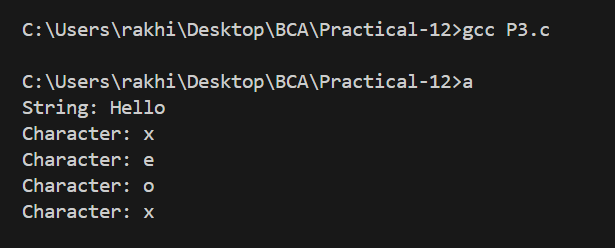 C:\Users\rakhi\Desktop\BCA\Practical-12>gcc P3.c
C:\Users\rakhi\Desktop\BCA\Practical-12>a
String: Hello
Character: x
Character: e
Character: o
Character: x